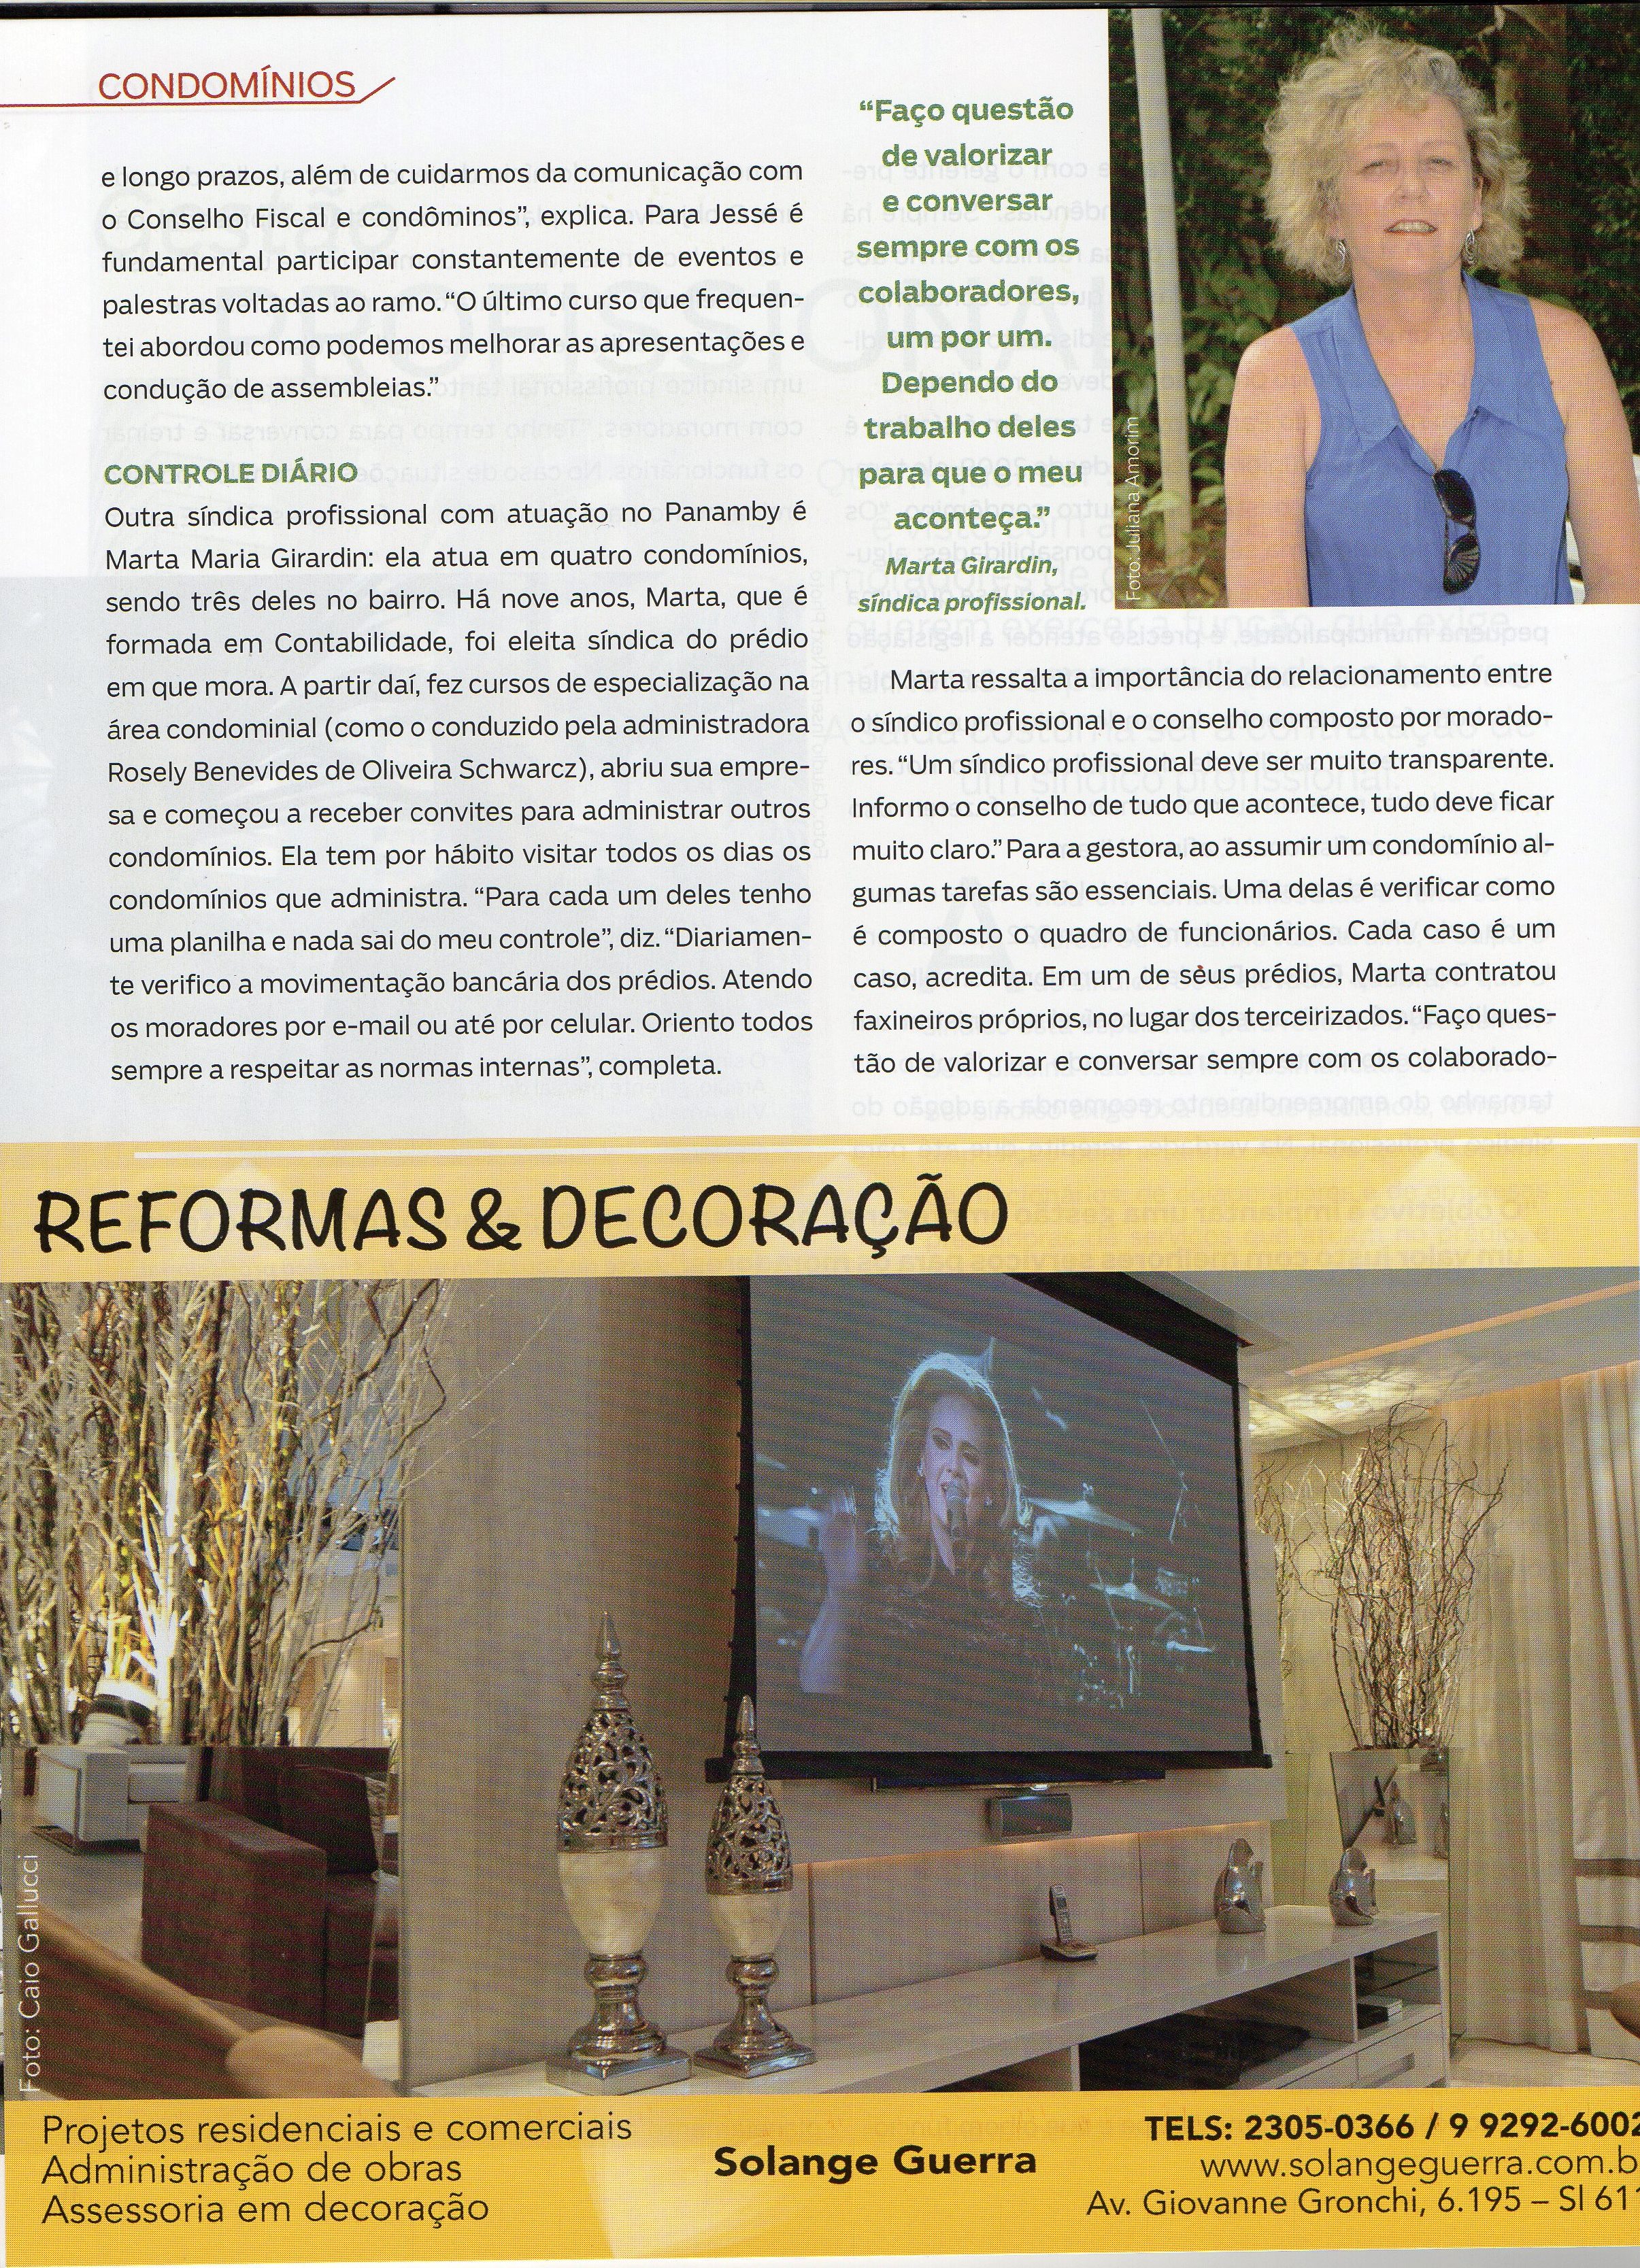 CONDOMÍNIOS
e longo prazos, além de cuidarmos da comunicação com
o Conselho Fiscal e condôminos”, explica. Para Jessé é
fundamental participar constantemente de eventos e
palestras voltadas ao ramo. “O último curso que frequen-
tei abordou como podemos melhorar as apresentações e
condução de assembleias.”
CONTROLE DIÁRIO
Outra síndica profissional com atuação no Panamby é
Marta Maria Girardin: ela atua em quatro condomínios,
sendo três deles no bairro. Há nove anos, Marta, que é
formada em Contabilidade, foi eleita síndica do prédio
em que mora. A partir daí, fez cursos de especialização na
área condominial (como o conduzido pela administradora
Rosely Benevides de Oliveira Schwarcz), abriu sua empre-
sa e começou a receber convites para administrar outros
condomínios. Ela tem por hábito visitar todos os dias os
condomínios que administra. “Para cada um deles tenho
uma planilha e nada sai do meu controle”, diz. “Diariamen-
te verifico a movimentação bancária dos prédios. Atendo
os moradores por e-mail ou até por celular. Oriento todos
sempre a respeitar as normas internas”, completa.
“Faço questão
de valorizar
e conversar
sempre com os
colaboradores,
um por um.
Dependo do
trabalho deles
para que o meu
aconteça.”
Marta Girardin,
síndica profissional.
Foto: Juliana Amorim
Marta ressalta a importância do relacionamento entre
o síndico profissional e o conselho composto por morado-
res. “Um síndico profissional deve ser muito transparente.
Informo o conselho de tudo que acontece, tudo deve ficar
muito claro.” Para a gestora, ao assumir um condomínio al-
gumas tarefas são essenciais. Uma delas é verificar como
é composto o quadro de funcionários. Cada caso é um
caso, acredita. Em um de seus prédios, Marta contratou
faxineiros próprios, no lugar dos terceirizados. “Faço ques-
tão de valorizar e conversar sempre com os colaborado-
REFORMAS & DECORAÇÃO
Foto: Caio Gallucci
Projetos residenciais e comerciais
Administração de obras
Assessoria em decoração
Solange Guerra
TELS: 2305-0366 / 9 9292-6002
www.solangeguerra.com.b
Av. Giovanne Gronchi, 6.195 – Sl 611